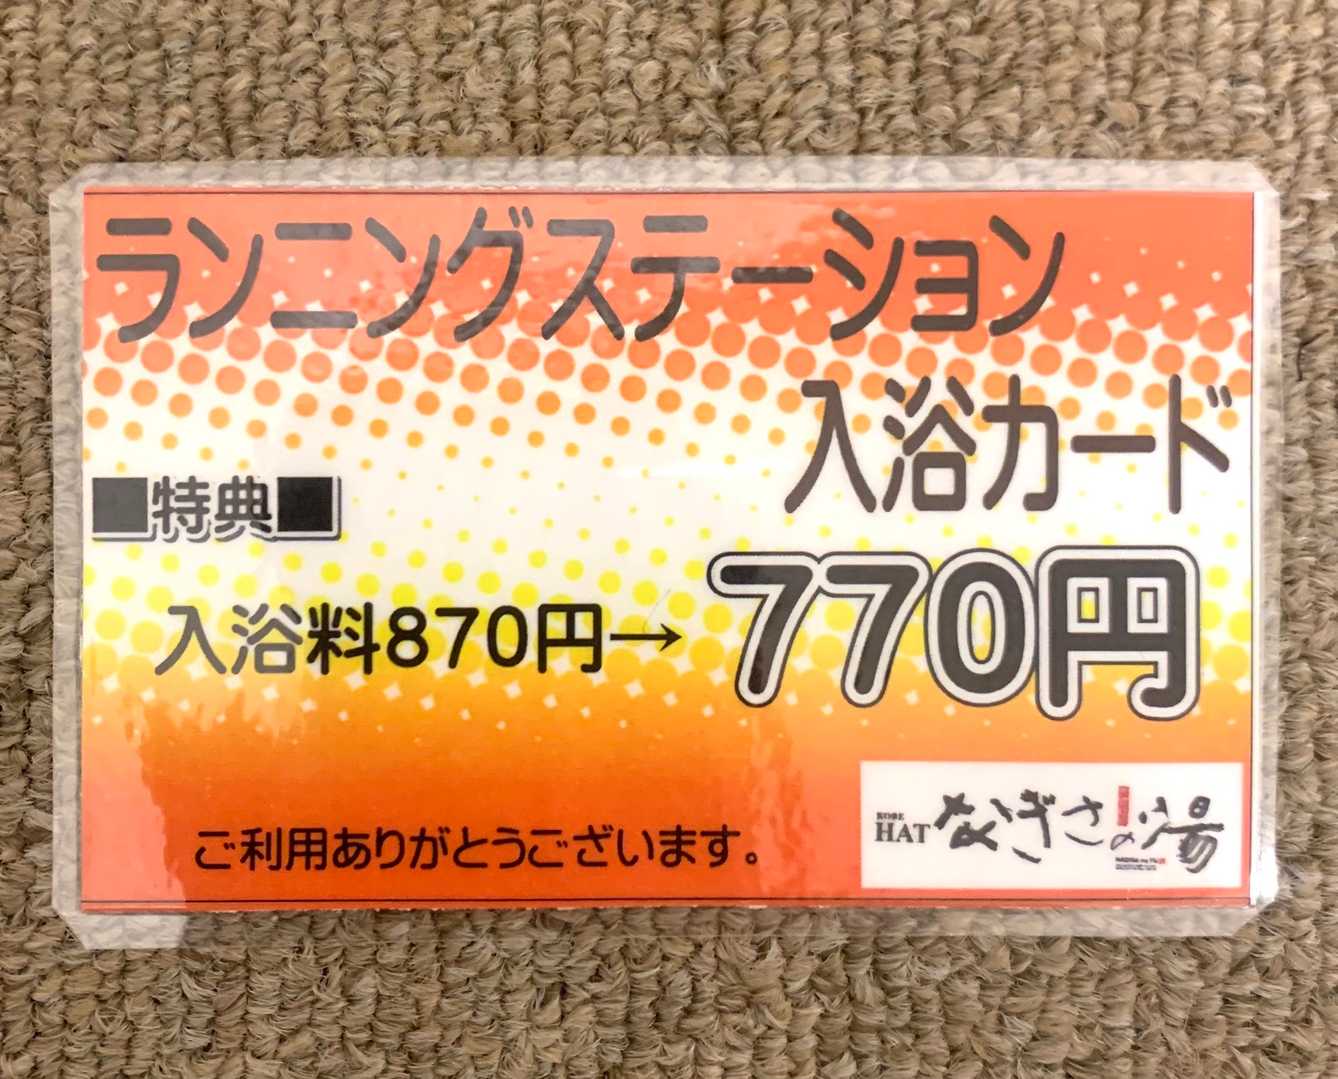 ランニングステーション
入浴カード
■特典■
入浴料870円→770円
ご利用ありがとうございます。
KOBE
HAT なぎさの湯